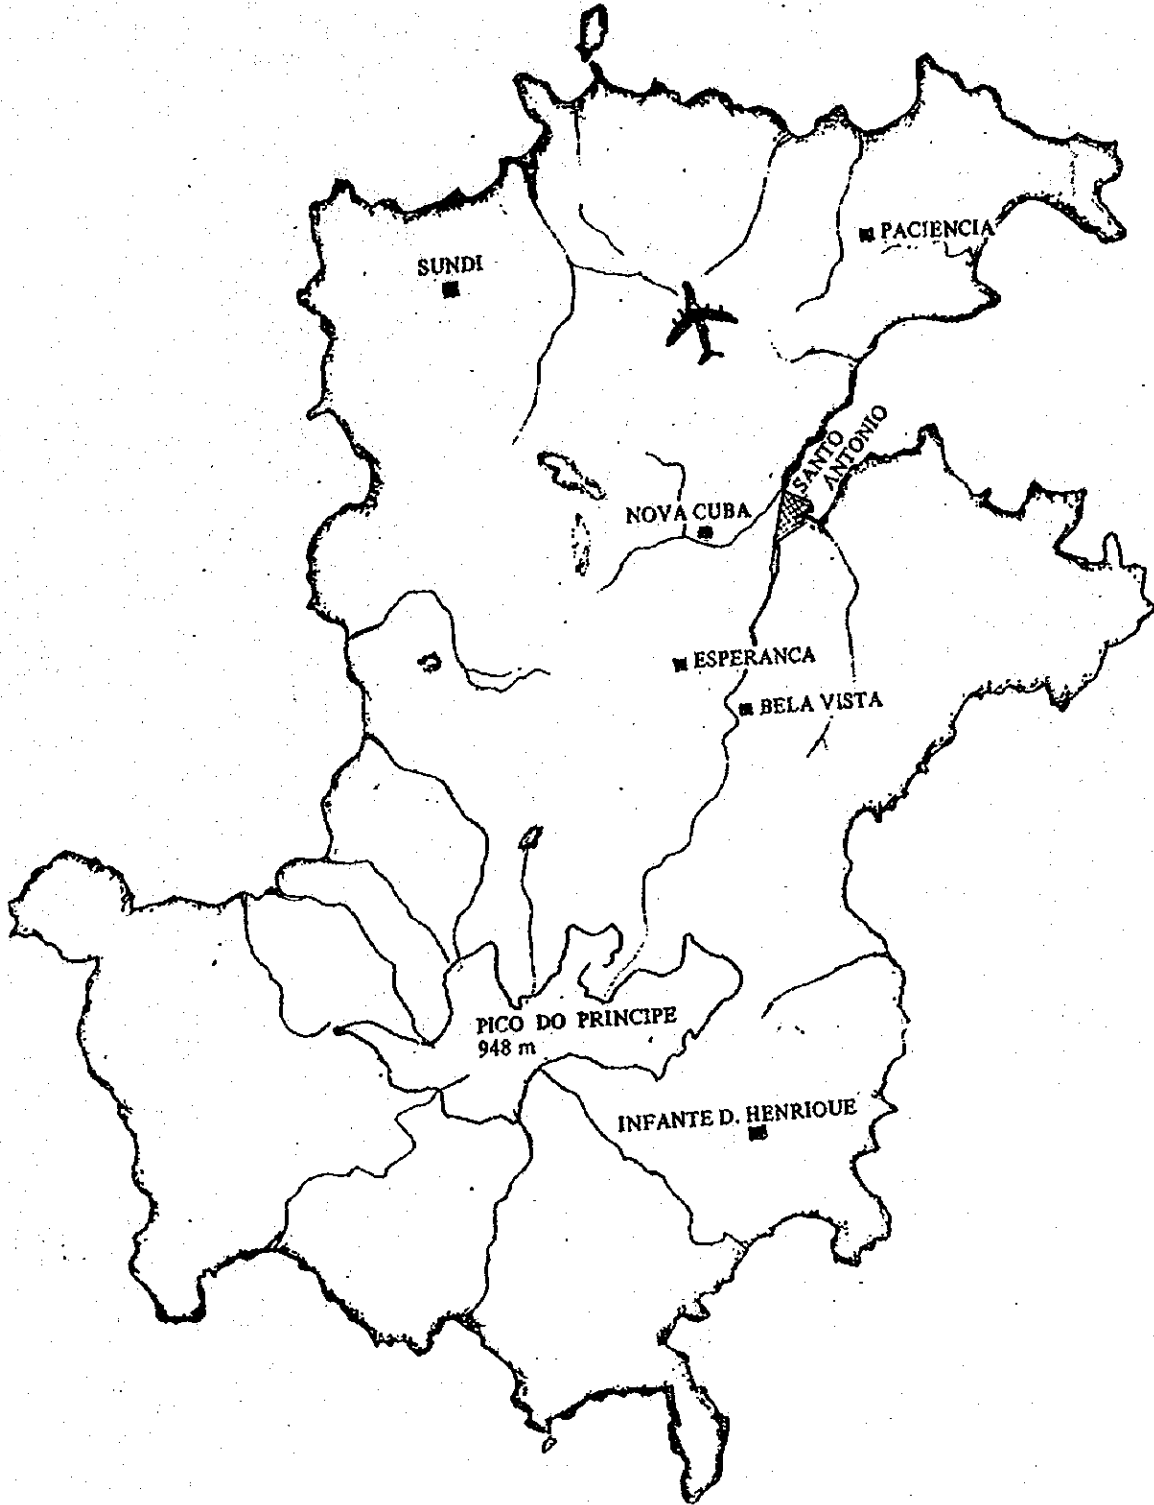 PACIENCIA
SUNDI
SANTO
ANTONIO
NOVA CUBA
ESPERANCA
BELA VISTA
PICO DO PRINCIPE
948 m
INFANTE D. HENRIOUE